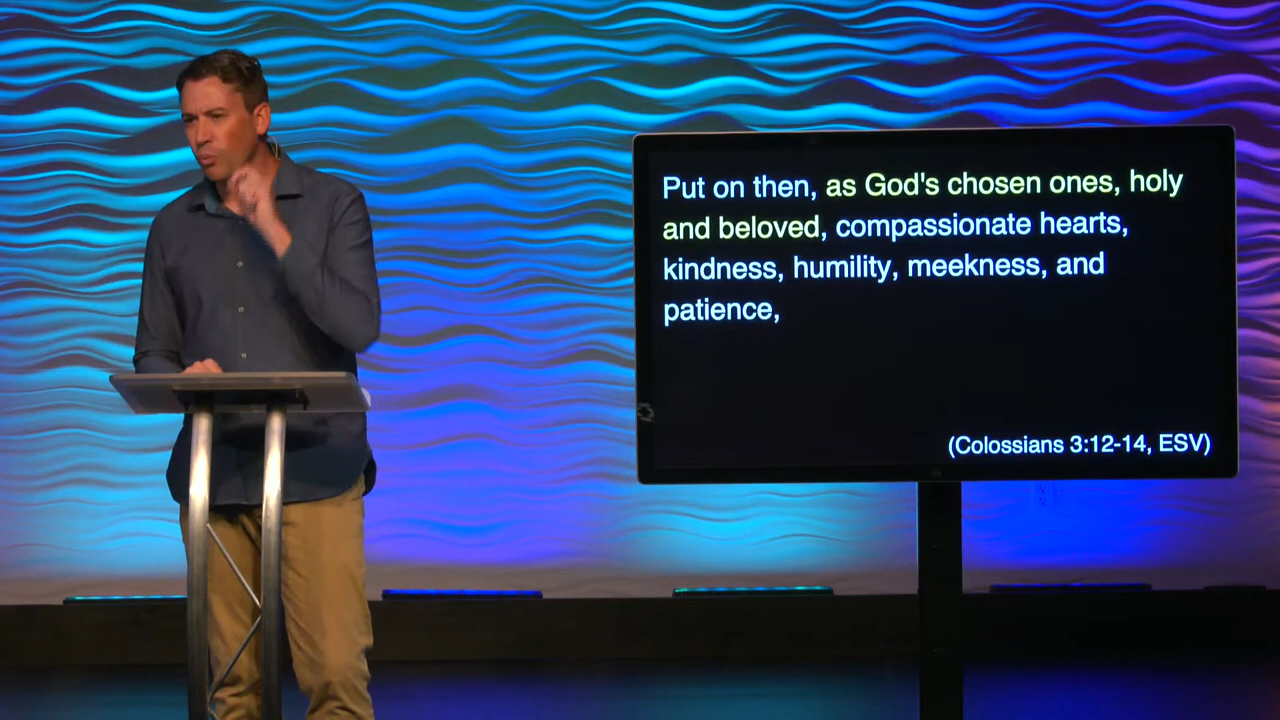 Put on then, as God's chosen ones, holy
and beloved, compassionate hearts,
kindness, humility, meekness, and
patience,
(Colossians 3:12-14, ESV)